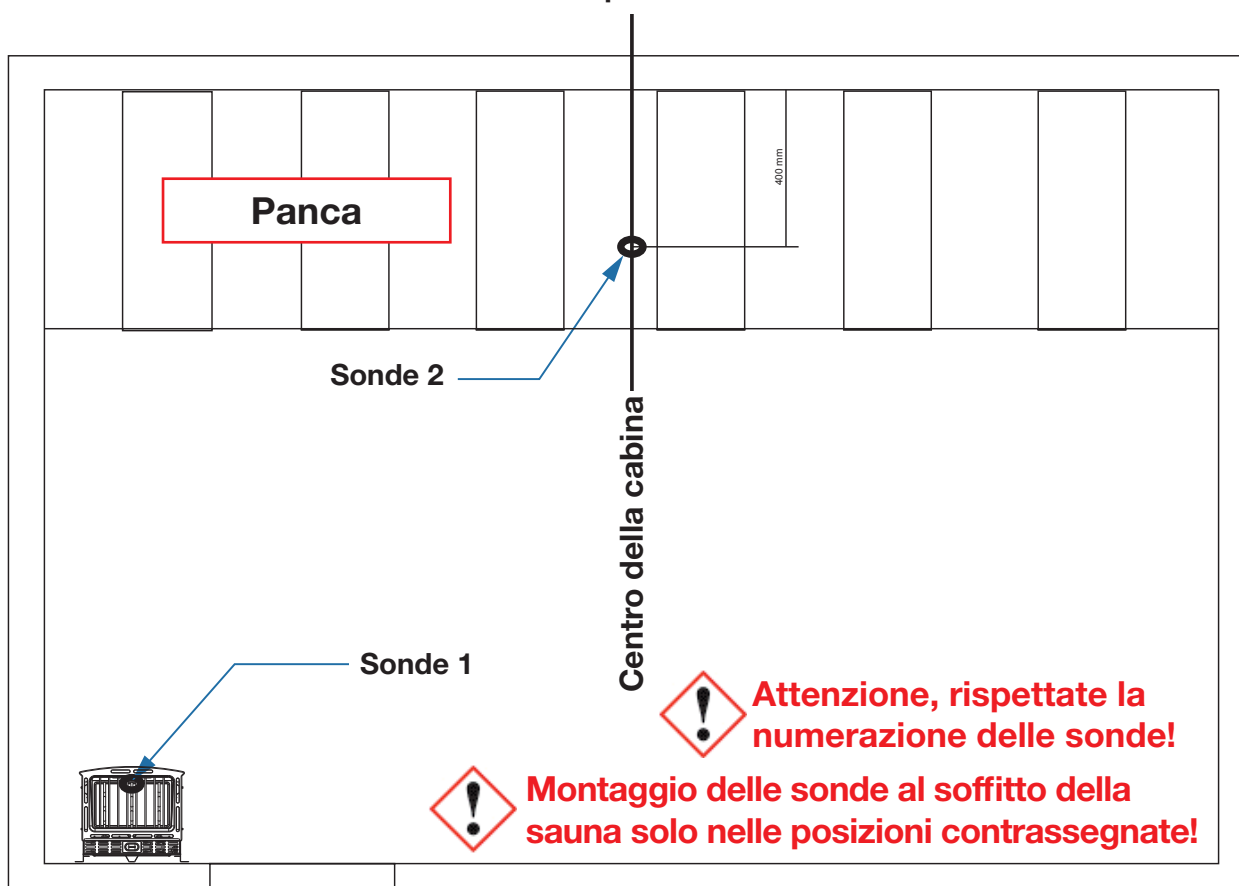 400 mm
Panca
Sonde 2
Centro della cabina
Sonde 1
Attenzione, rispettate la
numerazione delle sonde!
Montaggio delle sonde al soffitto della
sauna solo nelle posizioni contrassegnate!